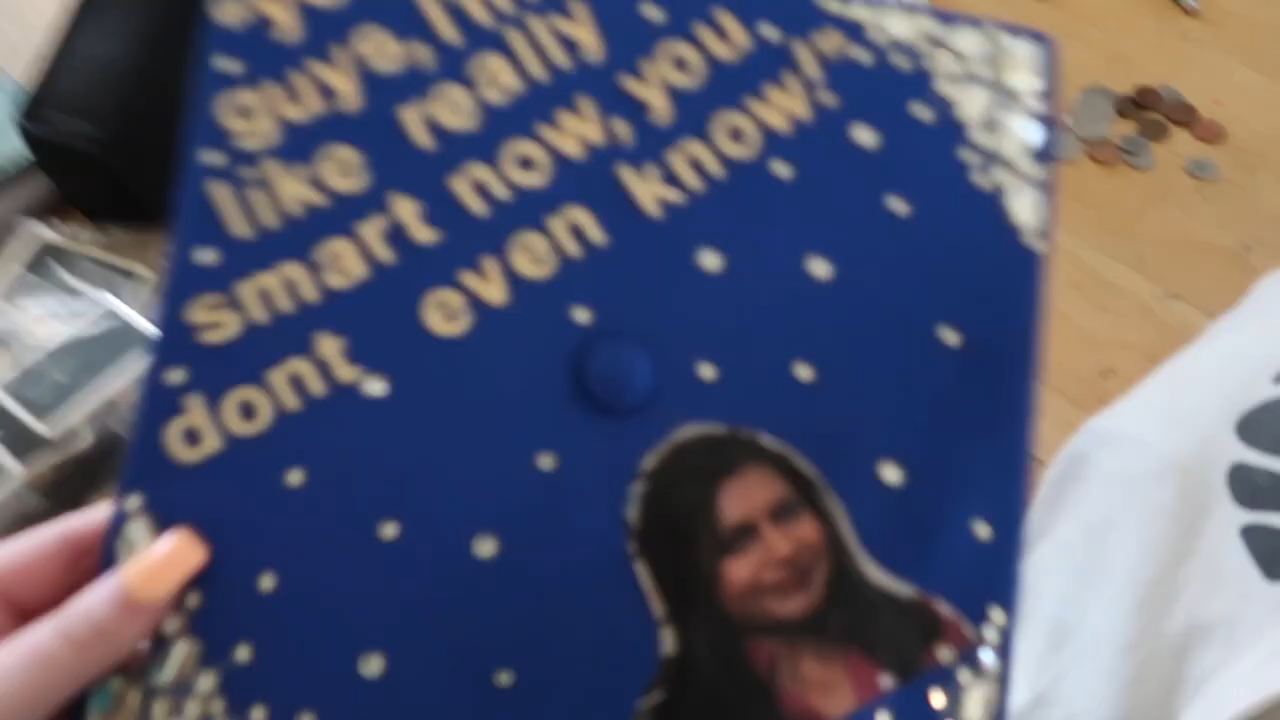 guys, I'm
like really
smart now, you
dont even know!"